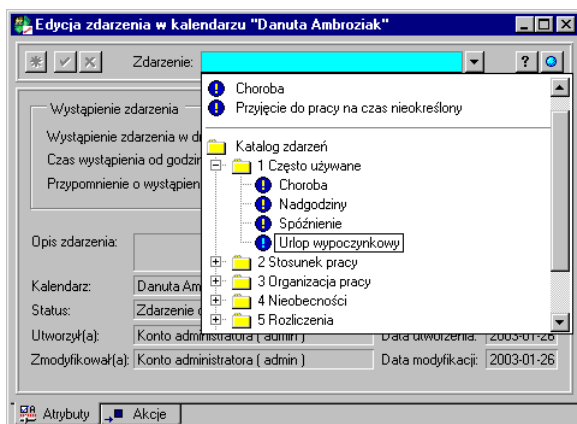 Edycja zdarzenia w kalendarzu "Danuta Ambroziak"
Zdarzenie:
?
Choroba
Przyjęcie do pracy na czas nieokreślony
Wystąpienie zdarzenia
Wystąpienie zdarzenia w
Czas wystąpienia od
Przypomnienie o
Katalog zdarzeń
1 Często używane
Choroba
Nadgodziny
Spóźnienie
Urlop wypoczynkowy
2 Stosunek pracy
3 Organizacja pracy
4 Nieobecności
5 Rozliczenia
Opis zdarzenia:
Kalendarz: Danuta
Status: Zdarzenie
Utworzył(a): Konto administratora ( admin ) Data utworzenia: 2003-01-26
Zmodyfikował(a): Konto administratora ( admin ) Data modyfikacji: 2003-01-26
Atrybuty Akcje